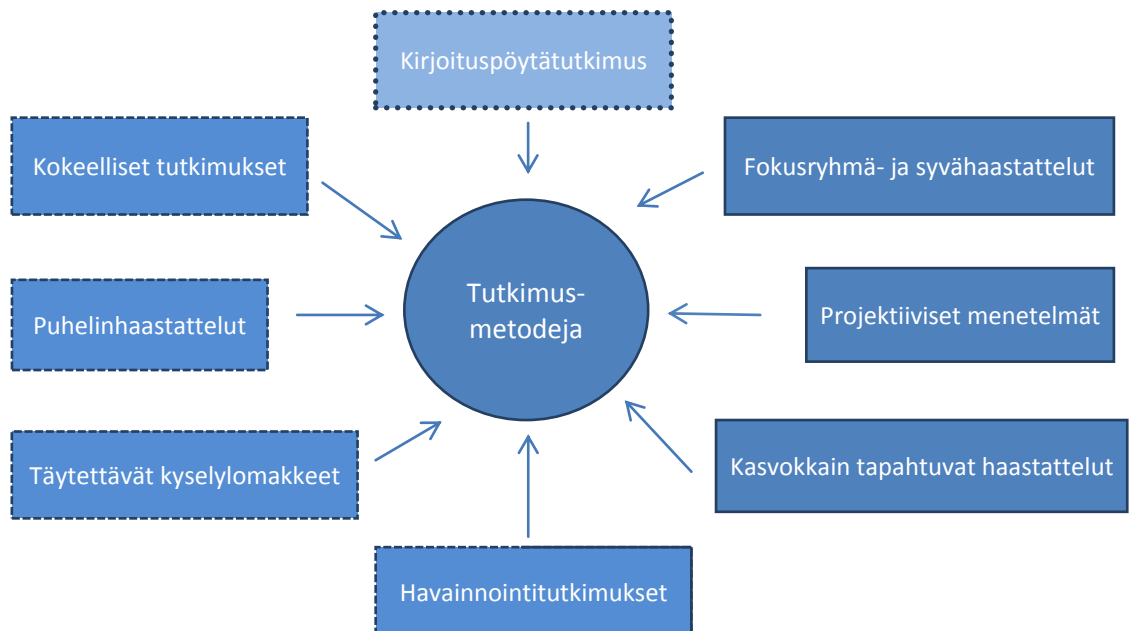 Kirjoituspöytätutkimus
Kokeelliset tutkimukset
Fokusryhmä- ja syvähaastattelut
Tutkimus-
metodeja
Puhelinhaastattelut
Projektiiviset menetelmät
Täytettävät kyselylomakkeet
Kasvokkain tapahtuvat haastattelut
Havainnointitutkimukset